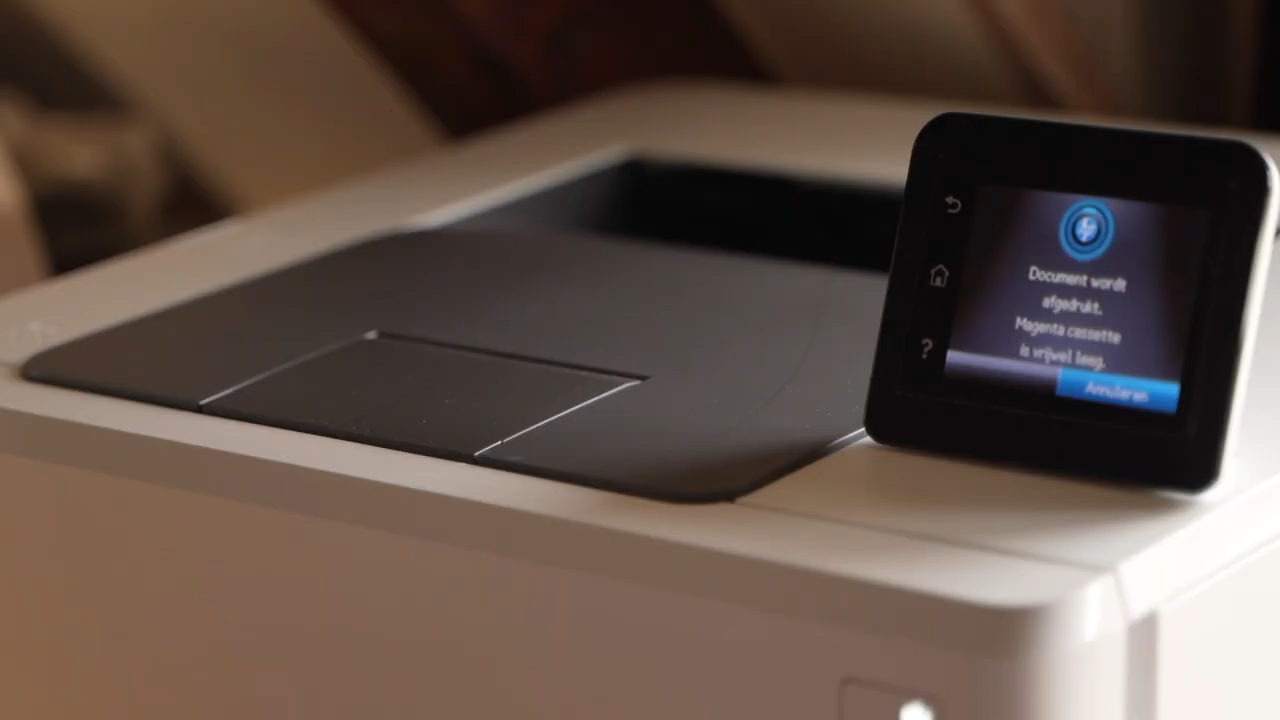 Document wordt
afgedrukt.
Magenta cassette
is vrijwel leeg.
Annuleren
?